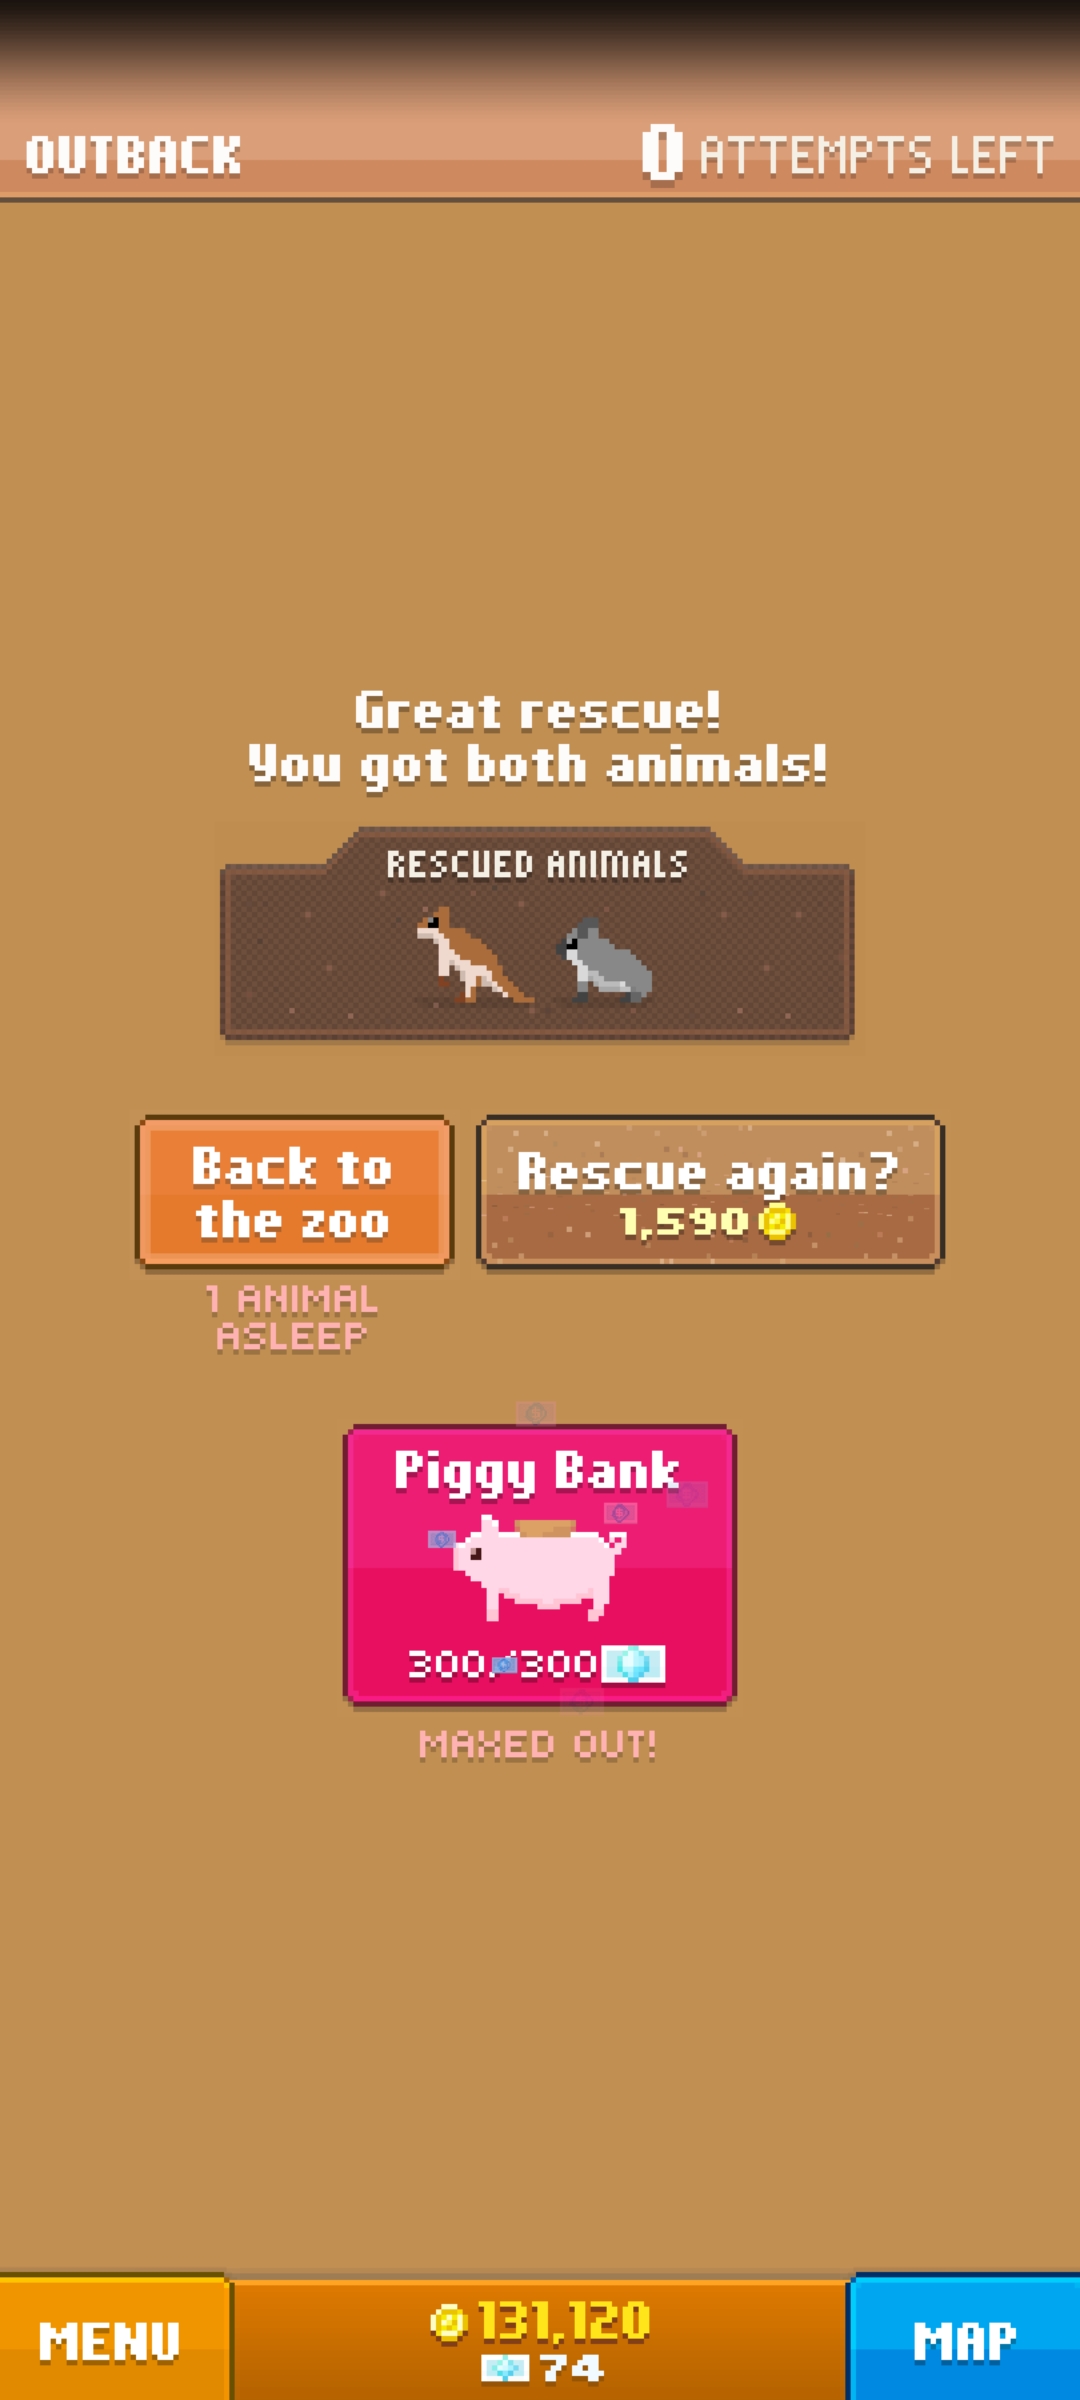 OUTBACK
0 ATTEMPTS LEFT
Great rescue!
You got both animals!
RESCUED ANIMALS
Back to
the zoo
Rescue again?
1,590
1 ANIMAL
ASLEEP
Piggy Bank
300/300
MAXED OUT!
MENU
131,120
74
MAP